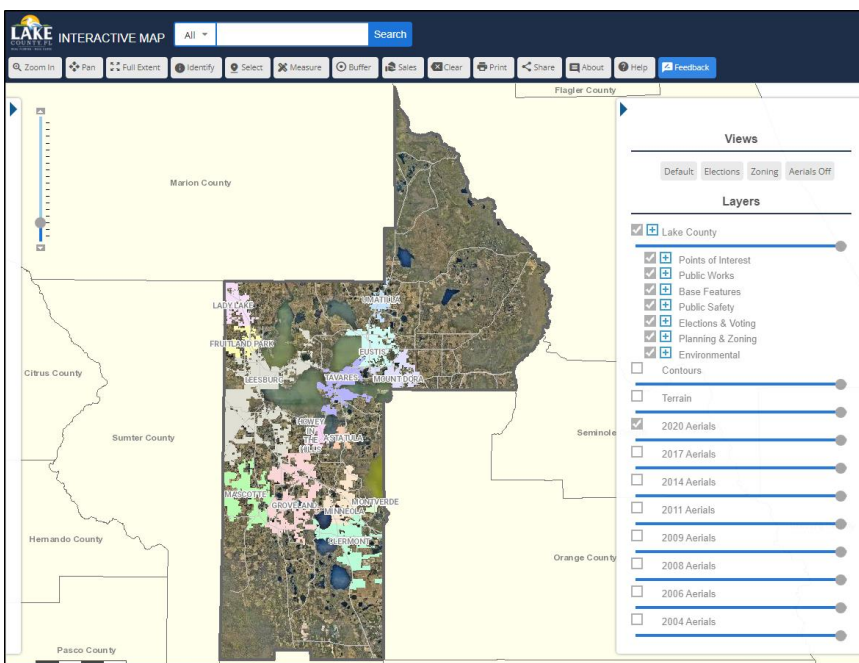 LAKE
COUNTY, FL
INTERACTIVE MAP
All
Search
Zoom In
Pan
Full Extent
Identify
Select
Measure
Buffer
Sales
Clear
Print
Share
About
Help
Feedback
Flagler County
Marion County
Citrus County
Sumter County
Hernando County
Pasco County
Seminole
Orange County
LADY LAKE
UMATILLA
FRUITLAND PARK
EUSTIS
LEESBURG
TAVARES
MOUNT DORA
HOWEY
IN
THE
HILLS
ASTATULA
MASCOTTE
GROVELAND
MINNEOLA
MONTVERDE
CLERMONT
Views
Default
Elections
Zoning
Aerials Off
Layers
Lake County
Points of Interest
Public Works
Base Features
Public Safety
Elections & Voting
Planning & Zoning
Environmental
Contours
Terrain
2020 Aerials
2017 Aerials
2014 Aerials
2011 Aerials
2009 Aerials
2008 Aerials
2006 Aerials
2004 Aerials